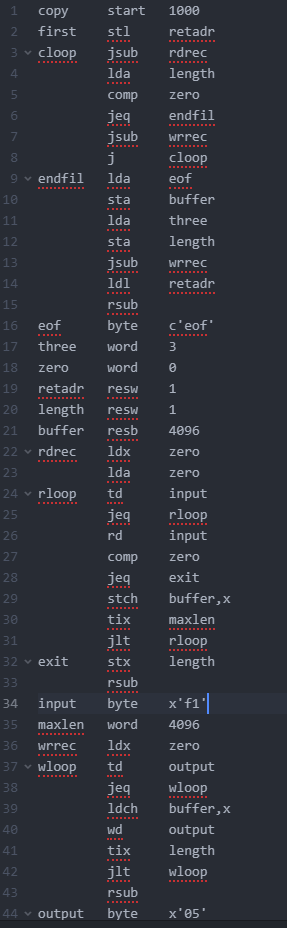 1 copy start 1000
2 first stl retadr
3 cloop jsub rdrec
4 lda length
5 comp zero
6 jeq endfil
7 jsub wrrec
8 j cloop
9 endfil lda eof
10 sta buffer
11 lda three
12 sta length
13 jsub wrrec
14 ldl retadr
15 rsub
16 eof byte c'eof'
17 three word 3
18 zero word 0
19 retadr resw 1
20 length resw 1
21 buffer resb 4096
22 rdrec ldx zero
23 lda zero
24 rloop td input
25 jeq rloop
26 rd input
27 comp zero
28 jeq exit
29 stch buffer,x
30 tix maxlen
31 jlt rloop
32 exit stx length
33 rsub
34 input byte x'f1'
35 maxlen word 4096
36 wrrec ldx zero
37 wloop td output
38 jeq wloop
39 ldch buffer,x
40 wd output
41 tix length
42 jlt wloop
43 rsub
44 output byte x'05'